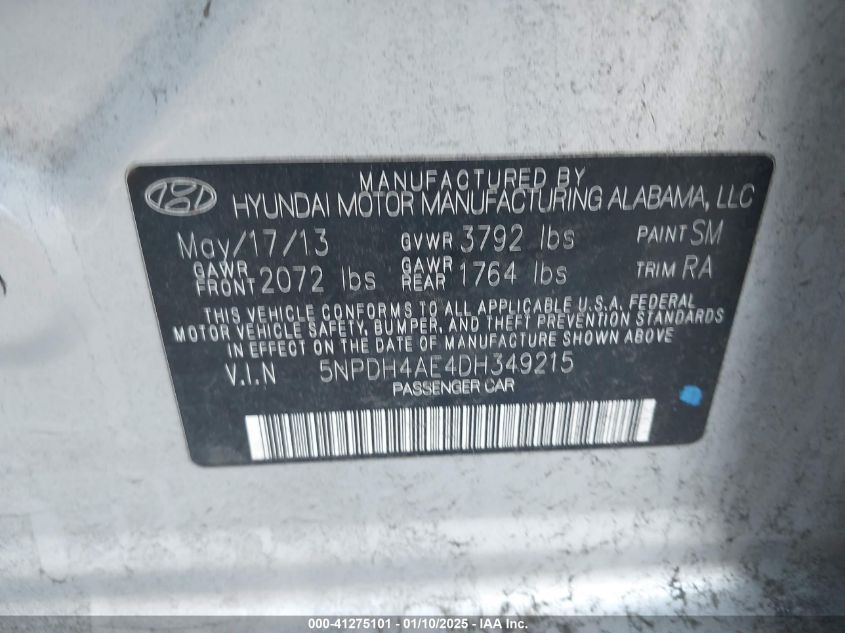 MANUFACTURED BY
HYUNDAI MOTOR MANUFACTURING ALABAMA, LLC
May/17/13 GVWR 3792 lbs PAINT SM
GAWR FRONT 2072 lbs GAWR REAR 1764 lbs TRIM RA
THIS VEHICLE CONFORMS TO ALL APPLICABLE U.S.A. FEDERAL
MOTOR VEHICLE SAFETY, BUMPER, AND THEFT PREVENTION STANDARDS
IN EFFECT ON THE DATE OF MANUFACTURE SHOWN ABOVE
V.I.N 5NPDH4AE4DH349215
PASSENGER CAR
000-41275101 - 01/10/2025 - IAA Inc.